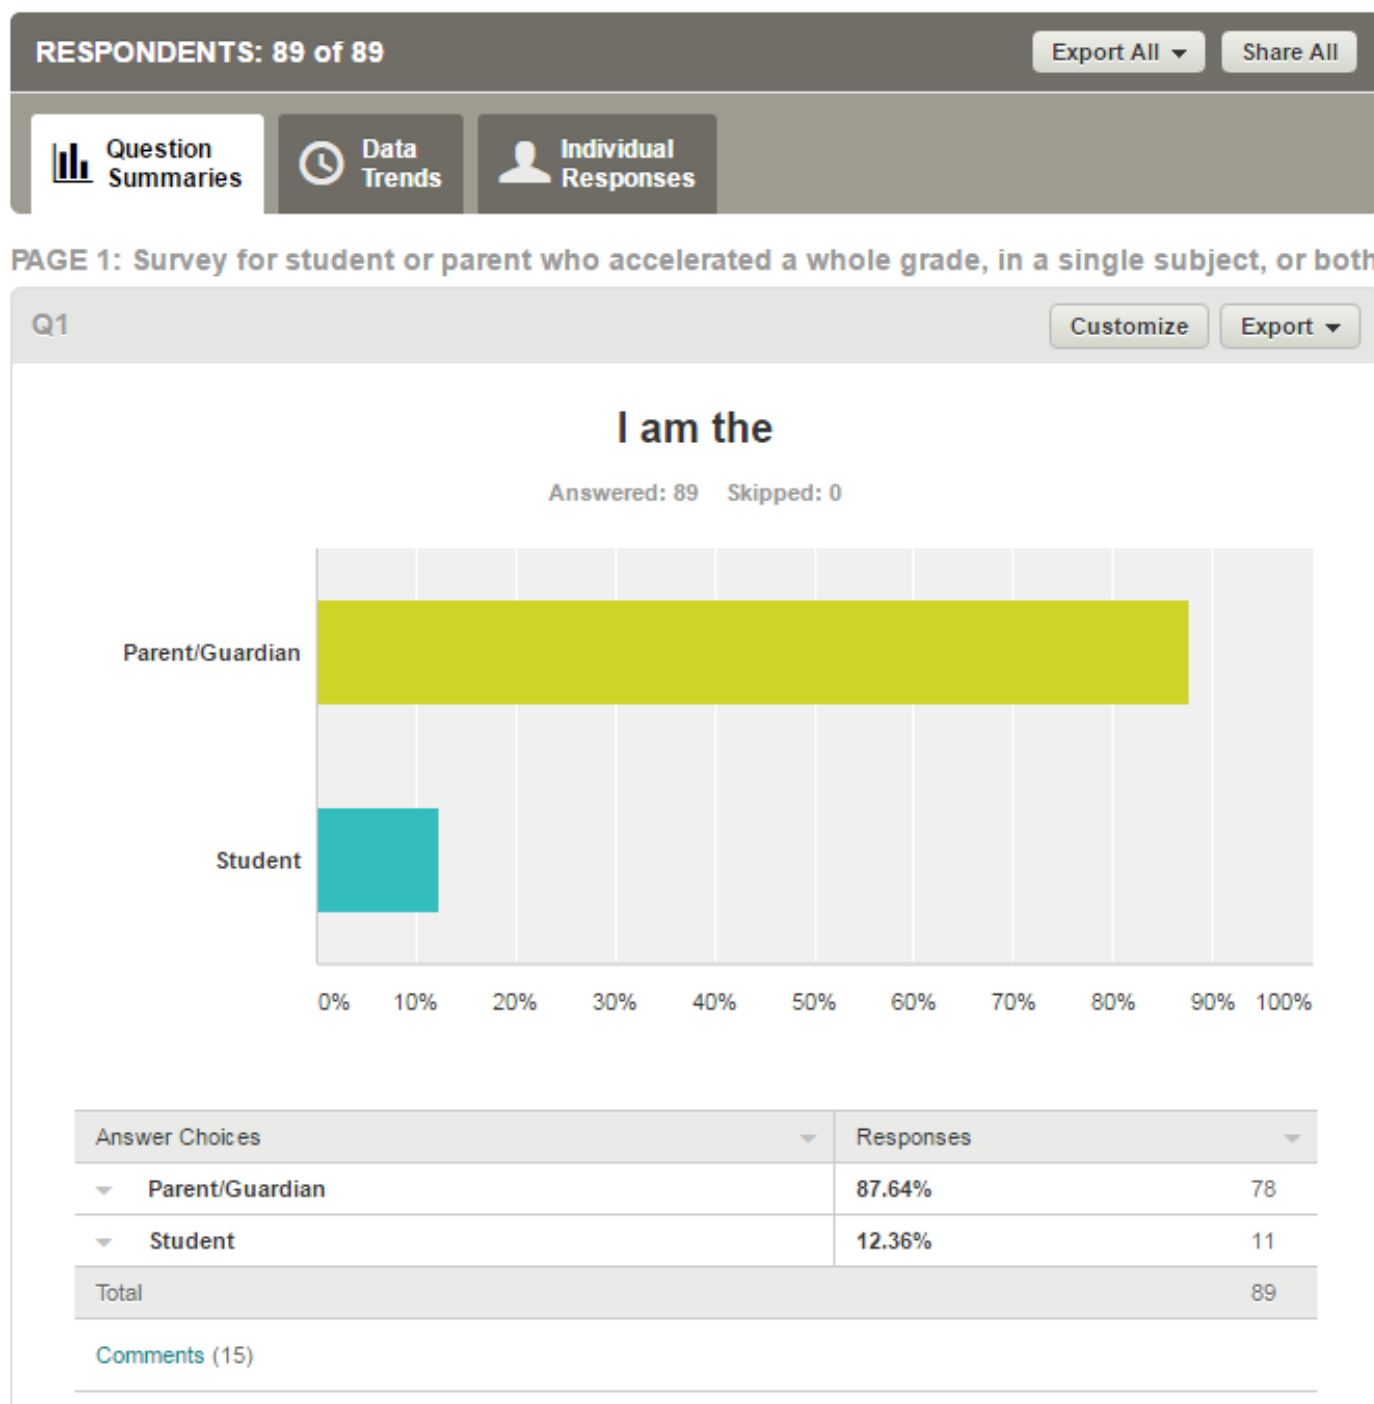 RESPONDENTS: 89 of 89
Export All
Share All
Question
Summaries
Data
Trends
Individual
Responses
PAGE 1: Survey for student or parent who accelerated a whole grade, in a single subject, or both
Q1
Customize
Export
I am the
Answered: 89 Skipped: 0
Parent/Guardian
Student
0% 10% 20% 30% 40% 50% 60% 70% 80% 90% 100%
Answer Choices Responses
Parent/Guardian 87.64% 78
Student 12.36% 11
Total 89
Comments (15)